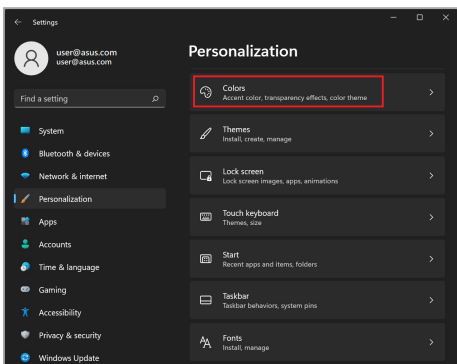 Settings
user@asus.com
user@asus.com
Find a setting
System
Bluetooth & devices
Network & internet
Personalization
Apps
Accounts
Time & language
Gaming
Accessibility
Privacy & security
Windows Update
Personalization
Colors
Accent color, transparency effects, color theme
Themes
Install, create, manage
Lock screen
Lock screen images, apps, animations
Touch keyboard
Themes, size
Start
Recent apps and items, folders
Taskbar
Taskbar behaviors, system pins
Fonts
Install, manage